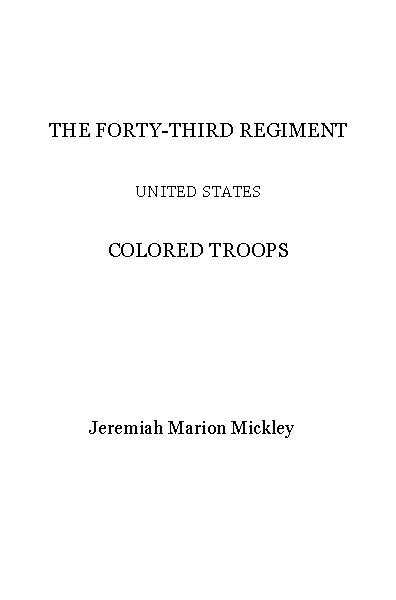 THE FORTY-THIRD REGIMENT
UNITED STATES
COLORED TROOPS
Jeremiah Marion Mickley